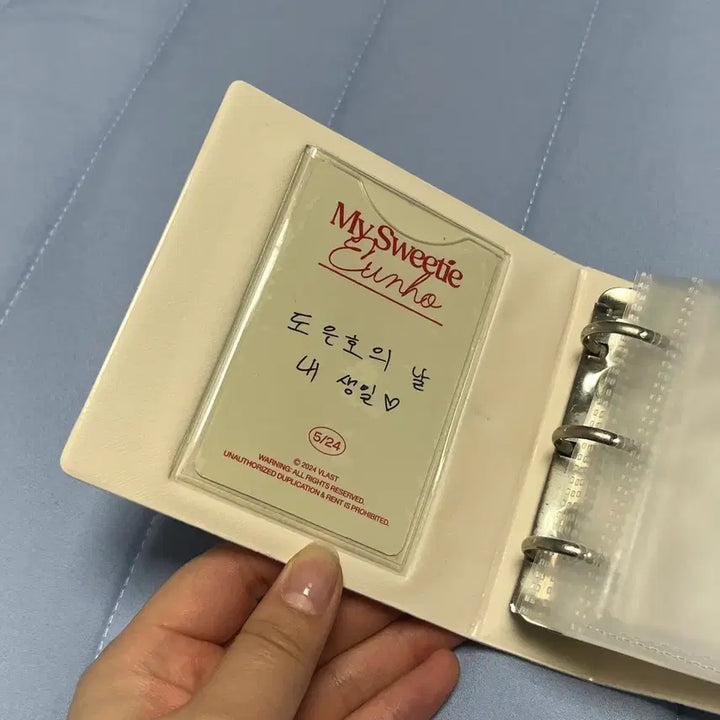 My Sweetie
Eunho
도은호의 날
내 생일♡
5/24
© 2024 VLAST
WARNING: ALL RIGHTS RESERVED.
UNAUTHORIZED DUPLICATION & RENT IS PROHIBITED.